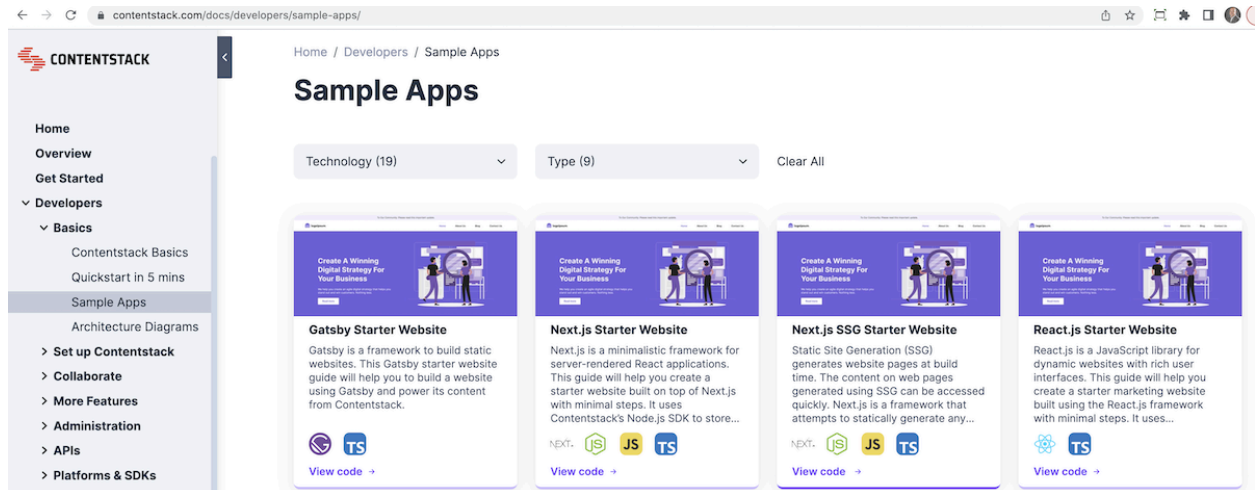 contentstack.com/docs/developers/sample-apps/
CONTENTSTACK
Home
Overview
Get Started
Developers
Basics
Contentstack Basics
Quickstart in 5 mins
Sample Apps
Architecture Diagrams
Set up Contentstack
Collaborate
More Features
Administration
APIs
Platforms & SDKs
Home / Developers / Sample Apps
Sample Apps
Technology (19)
Type (9)
Clear All
Create A Winning
Digital Strategy For
Your Business
Gatsby Starter Website
Gatsby is a framework to build static
websites. This Gatsby starter website
guide will help you to build a website
using Gatsby and power its content
from Contentstack.
TS
View code →
Create A Winning
Digital Strategy For
Your Business
Next.js Starter Website
Next.js is a minimalistic framework for
server-rendered React applications.
This guide will help you create a
starter website built on top of Next.js
with minimal steps. It uses
Contentstack's Node.js SDK to store...
NEXT. JS JS TS
View code →
Create A Winning
Digital Strategy For
Your Business
Next.js SSG Starter Website
Static Site Generation (SSG)
generates website pages at build
time. The content on web pages
generated using SSG can be accessed
quickly. Next.js is a framework that
attempts to statically generate any...
NEXT. JS JS TS
View code →
Create A Winning
Digital Strategy For
Your Business
React.js Starter Website
React.js is a JavaScript library for
dynamic websites with rich user
interfaces. This guide will help you
create a starter marketing website
built using the React.js framework
with minimal steps. It uses...
TS
View code →